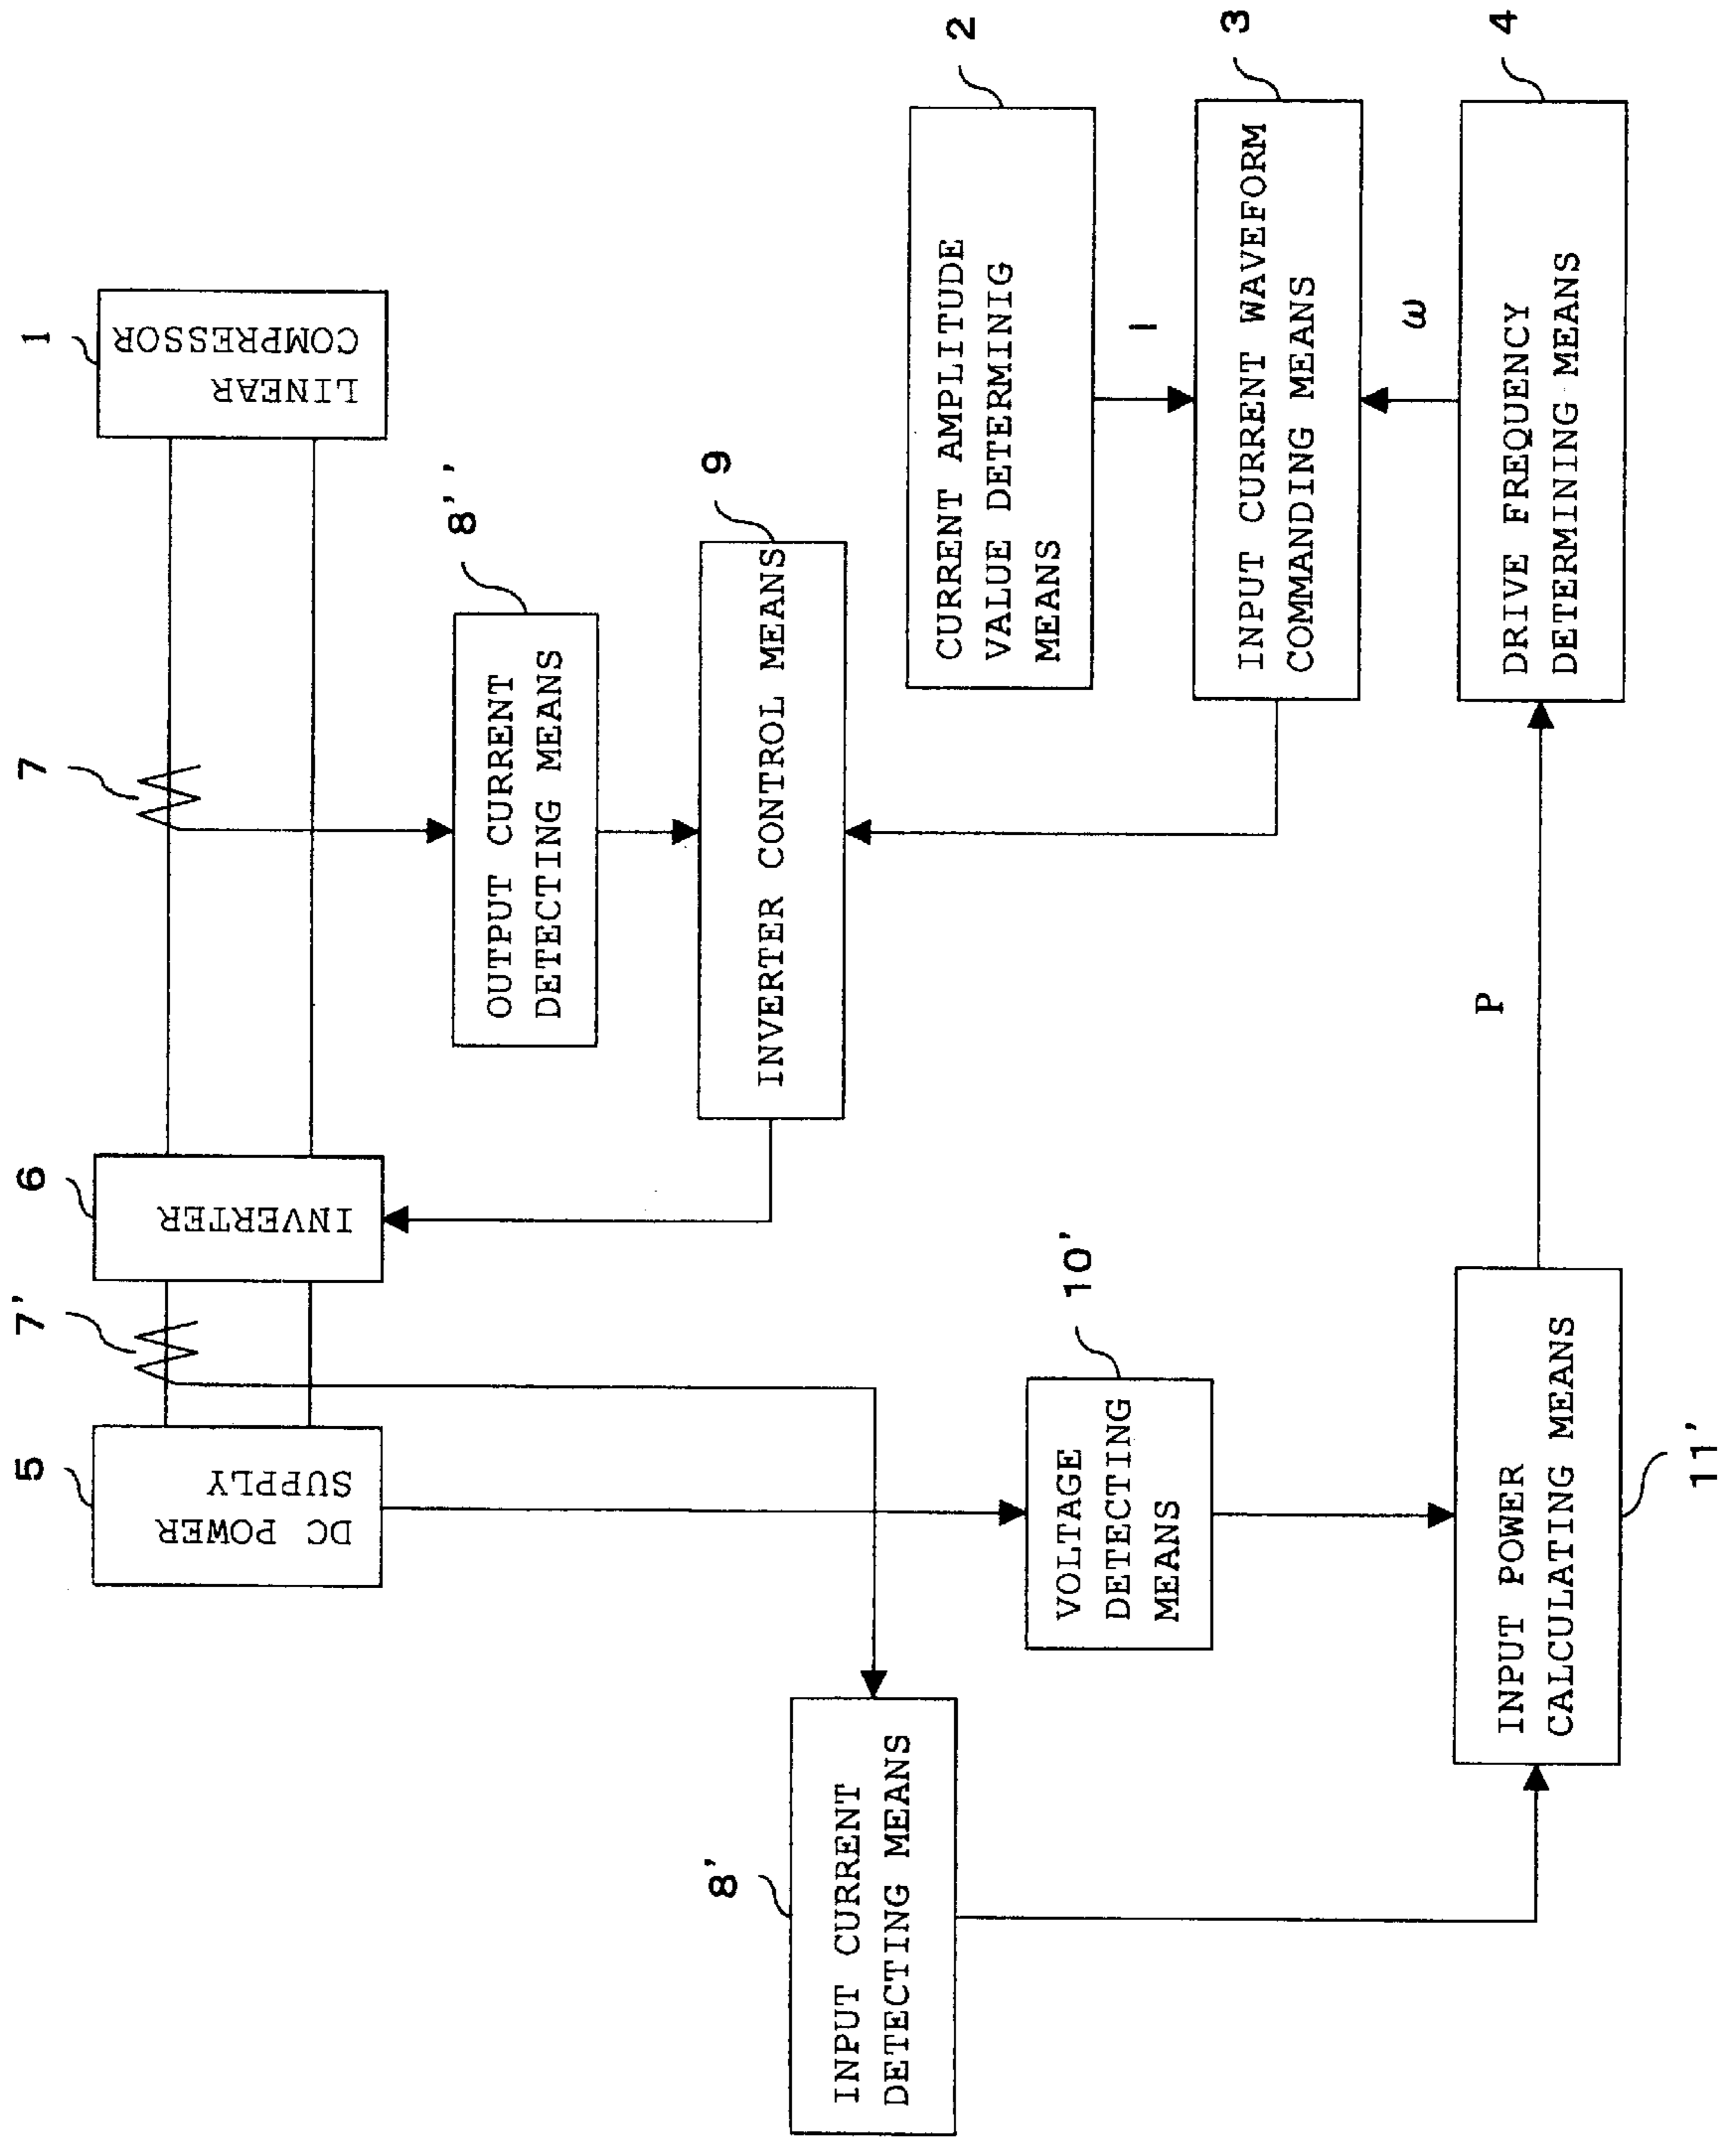 5
DC POWER
SUPPLY
7'
6
INVERTER
7
1
LINEAR
COMPRESSOR
8''
OUTPUT CURRENT
DETECTING MEANS
9
INVERTER CONTROL MEANS
8'
INPUT CURRENT
DETECTING MEANS
10'
VOLTAGE
DETECTING
MEANS
2
CURRENT AMPLITUDE
VALUE DETERMINIG
MEANS
I
3
INPUT CURRENT WAVEFORM
COMMANDING MEANS
ω
4
DRIVE FREQUENCY
DETERMINING MEANS
P
INPUT POWER
CALCULATING MEANS
11'